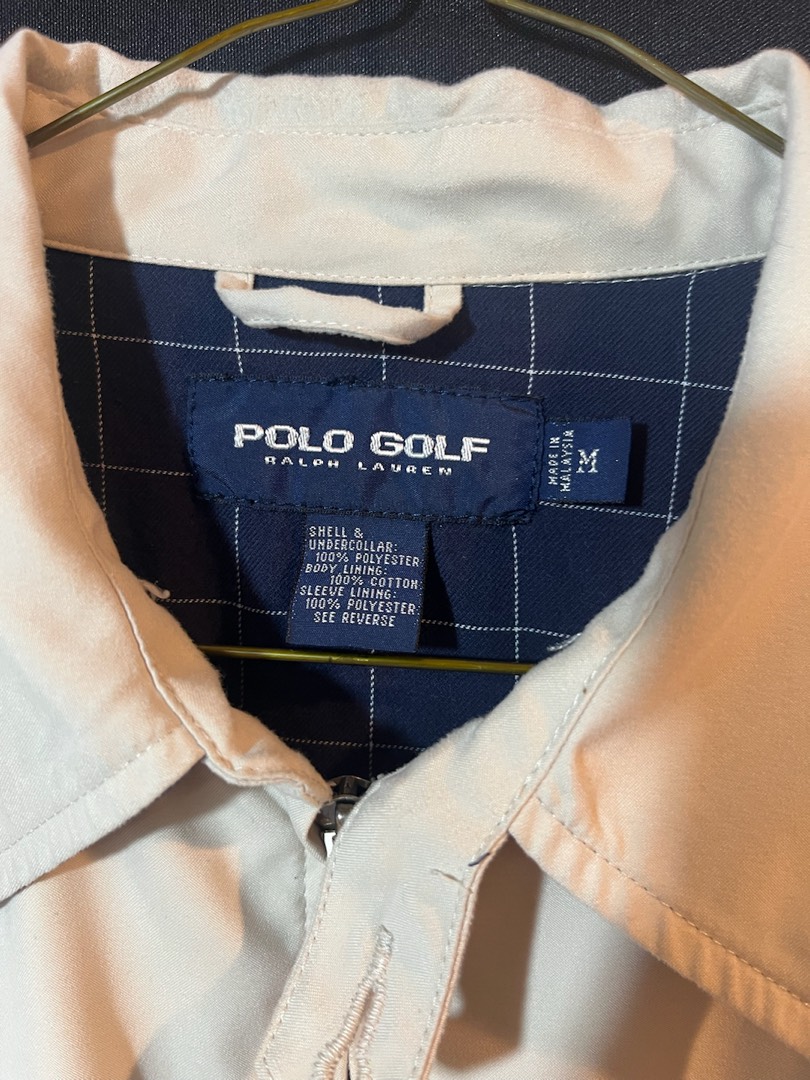 POLO GOLF
RALPH LAUREN
MADE IN
MALAYSIA
M
SHELL &
UNDERCOLLAR:
100% POLYESTER
BODY LINING:
100% COTTON
SLEEVE LINING:
100% POLYESTER
SEE REVERSE